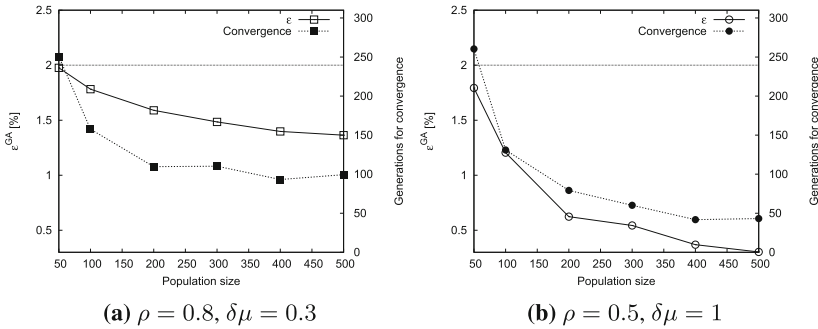 2.5
2
1.5
1
0.5
ε^GA [%]
300
250
200
150
100
50
0
Generations for convergence
ε
Convergence
50 100 150 200 250 300 350 400 450 500
Population size
(a) ρ = 0.8, δμ = 0.3
2.5
2
1.5
1
0.5
ε^GA [%]
300
250
200
150
100
50
0
Generations for convergence
ε
Convergence
50 100 150 200 250 300 350 400 450 500
Population size
(b) ρ = 0.5, δμ = 1